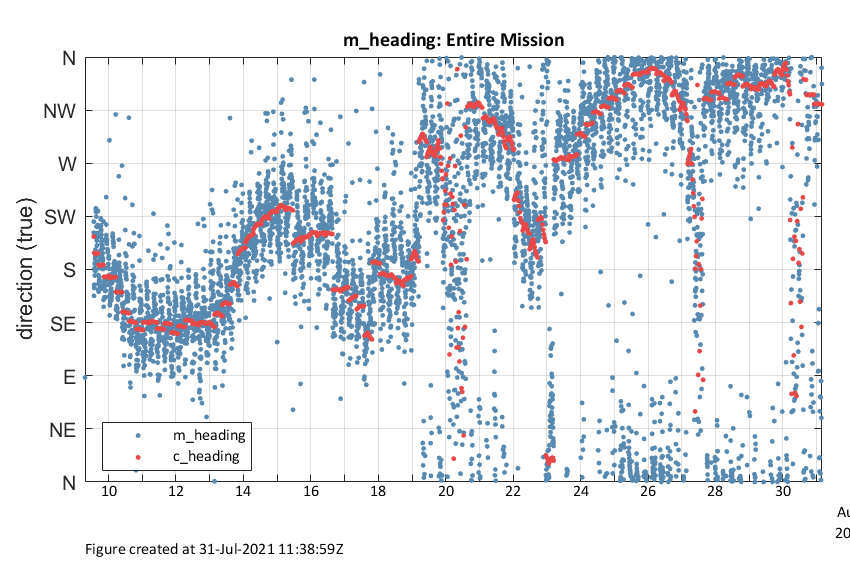 m_heading: Entire Mission
direction (true)
N
NW
W
SW
S
SE
E
NE
N
m_heading
c_heading
10 12 14 16 18 20 22 24 26 28 30
Au
20
Figure created at 31-Jul-2021 11:38:59Z